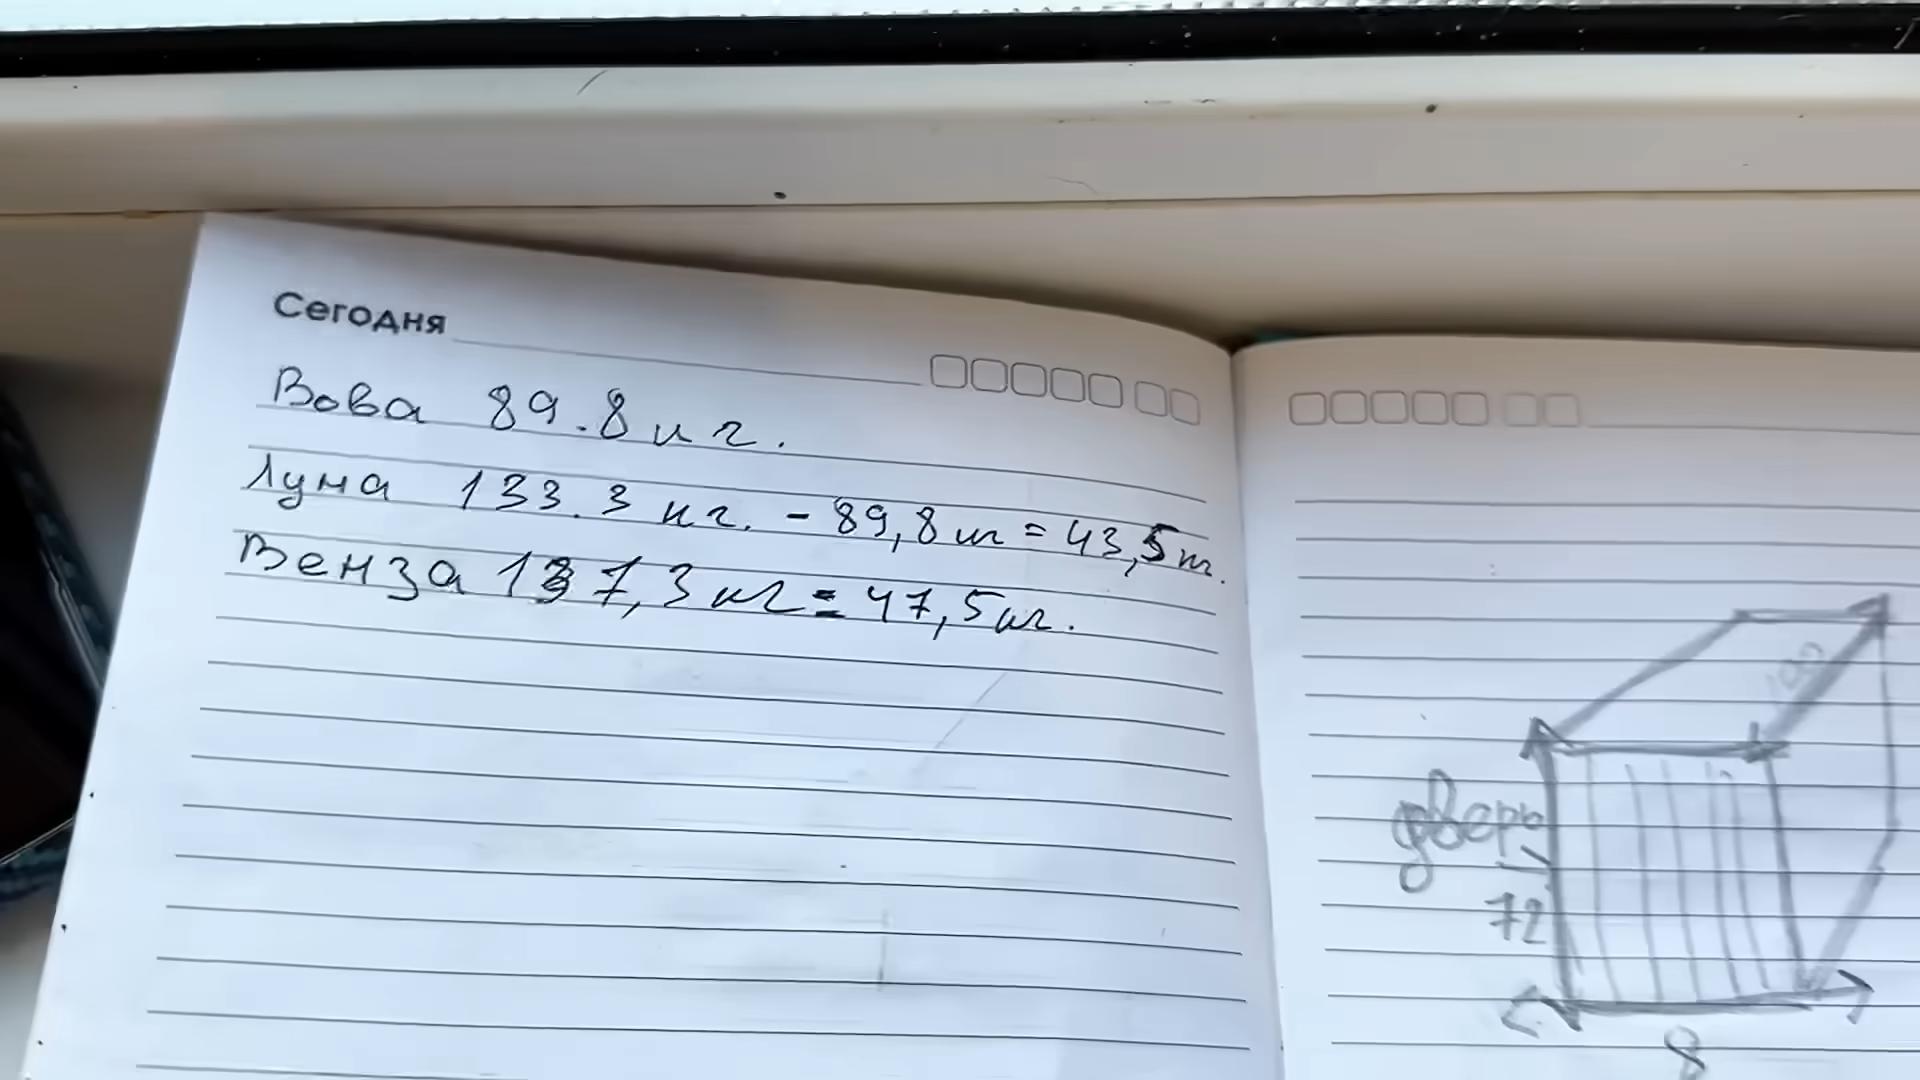 Сегодня
Вова 89.8 кг.
Луна 133.3 кг. - 89,8 кг = 43,5 кг.
Венза 137,3 кг = 47,5 кг.
100
дверь
72
8